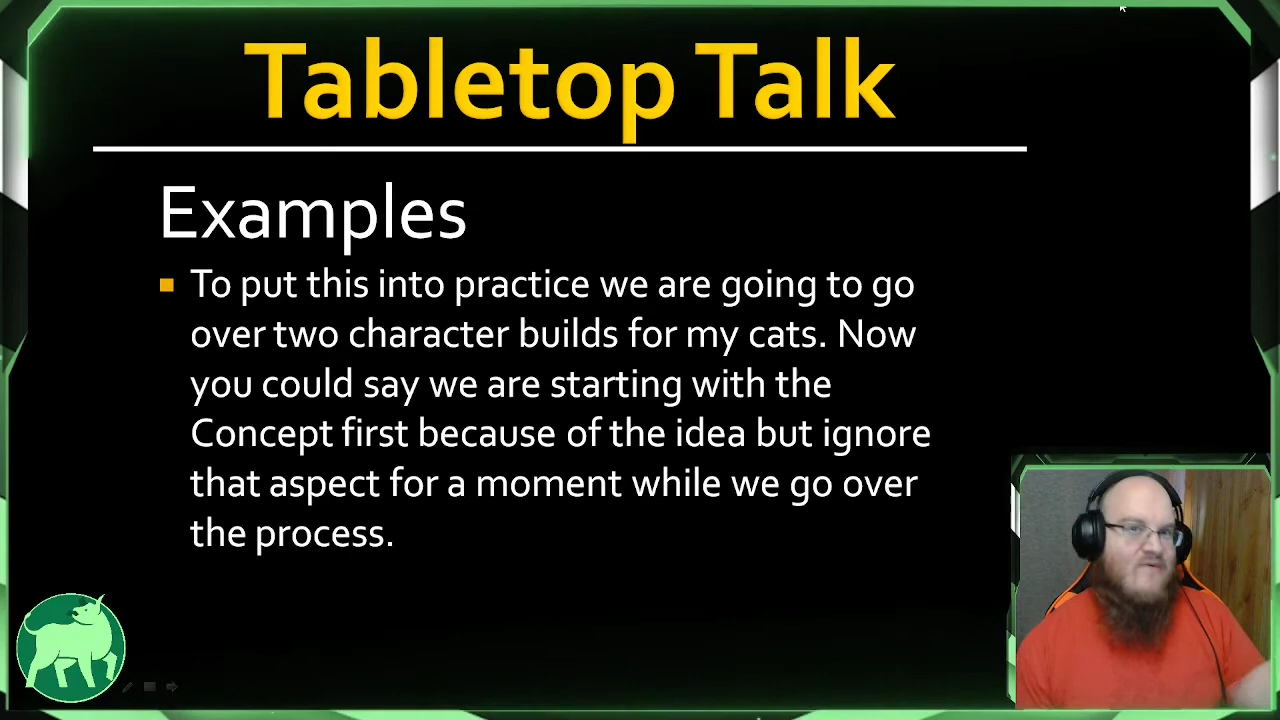 Tabletop Talk
Examples
To put this into practice we are going to go
over two character builds for my cats. Now
you could say we are starting with the
Concept first because of the idea but ignore
that aspect for a moment while we go over
the process.